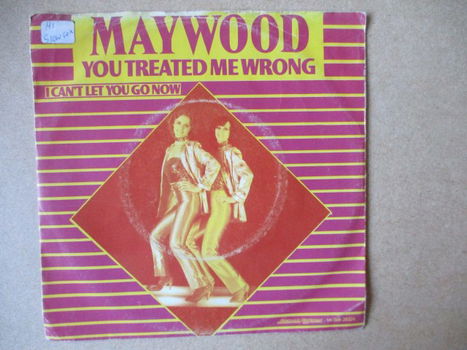 MAYWOOD
YOU TREATED ME WRONG
I CAN'T LET YOU GO NOW